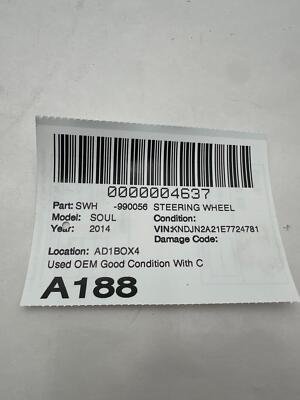 0000004637
Part: SWH -990056 STEERING WHEEL
Model: SOUL Condition:
Year: 2014 VIN:KNDJN2A21E7724781
Damage Code:
Location: AD1BOX4
Used OEM Good Condition With C
A188